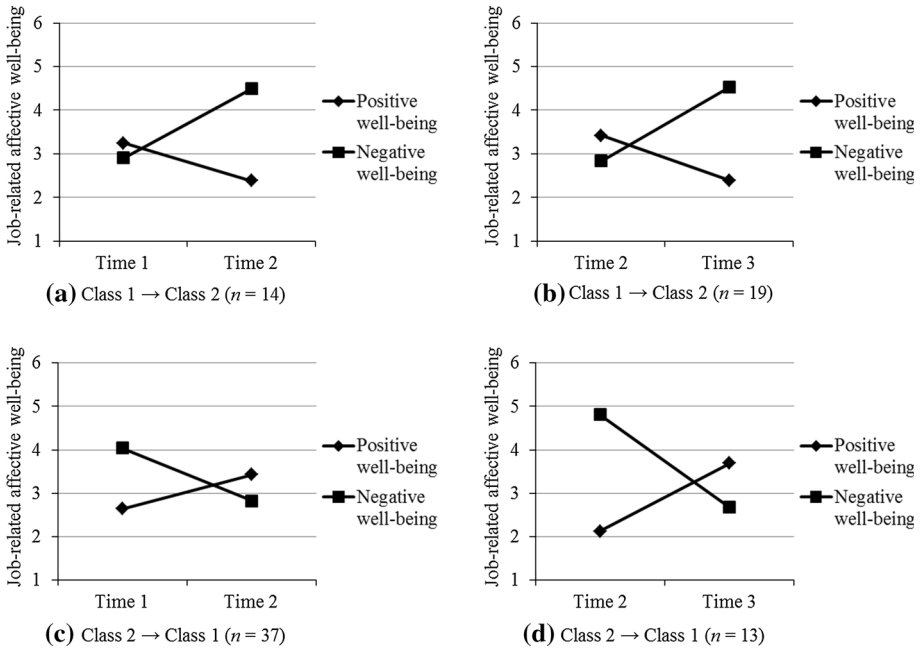 Job-related affective well-being
6
5
4
3
2
1
Time 1 Time 2
Positive
well-being
Negative
well-being
(a) Class 1 → Class 2 (n = 14)
Job-related affective well-being
6
5
4
3
2
1
Time 2 Time 3
Positive
well-being
Negative
well-being
(b) Class 1 → Class 2 (n = 19)
Job-related affective well-being
6
5
4
3
2
1
Time 1 Time 2
Positive
well-being
Negative
well-being
(c) Class 2 → Class 1 (n = 37)
Job-related affective well-being
6
5
4
3
2
1
Time 2 Time 3
Positive
well-being
Negative
well-being
(d) Class 2 → Class 1 (n = 13)